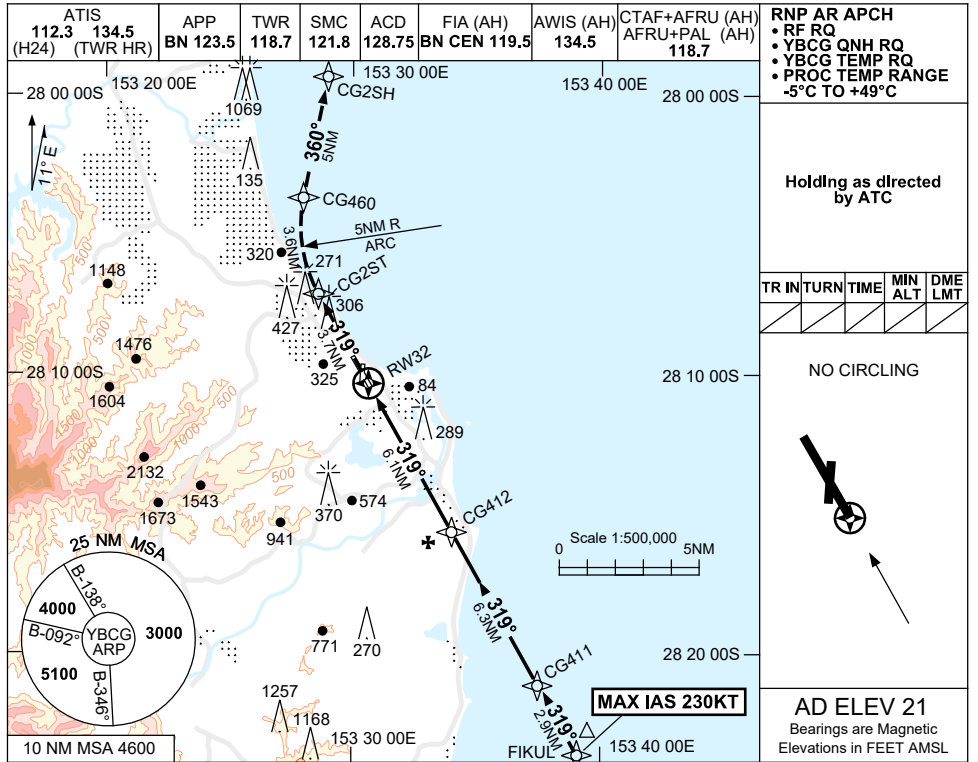 ATIS
112.3 134.5
(H24) (TWR HR)
APP
BN 123.5
TWR
118.7
SMC
121.8
ACD
128.75
FIA (AH)
BN CEN 119.5
AWIS (AH)
134.5
CTAF+AFRU (AH)
AFRU+PAL (AH)
118.7
RNP AR APCH
• RF RQ
• YBCG QNH RQ
• YBCG TEMP RQ
• PROC TEMP RANGE
-5°C TO +49°C
Holding as directed
by ATC
TR IN
TURN
TIME
MIN
ALT
DME
LMT
NO CIRCLING
AD ELEV 21
Bearings are Magnetic
Elevations in FEET AMSL
153 20 00E
153 30 00E
153 40 00E
28 00 00S
28 00 00S
CG2SH
1069
11° E
360°
5NM
135
CG460
5NM R
ARC
3.6NM
320
271
1148
CG2ST
500
306
427
1000
319°
3.7NM
1476
RW32
28 10 00S
325
84
28 10 00S
1604
500
289
1500
1000
1000
319°
6.1NM
2132
500
1543
370
574
1673
CG412
941
25 NM MSA
B-138°
4000
3000
B-092°
YBCG
ARP
5100
B-346°
10 NM MSA 4600
Scale 1:500,000
0
5NM
319°
6.3NM
771
270
28 20 00S
CG411
1257
MAX IAS 230KT
1168
319°
2.9NM
153 30 00E
FIKUL
153 40 00E